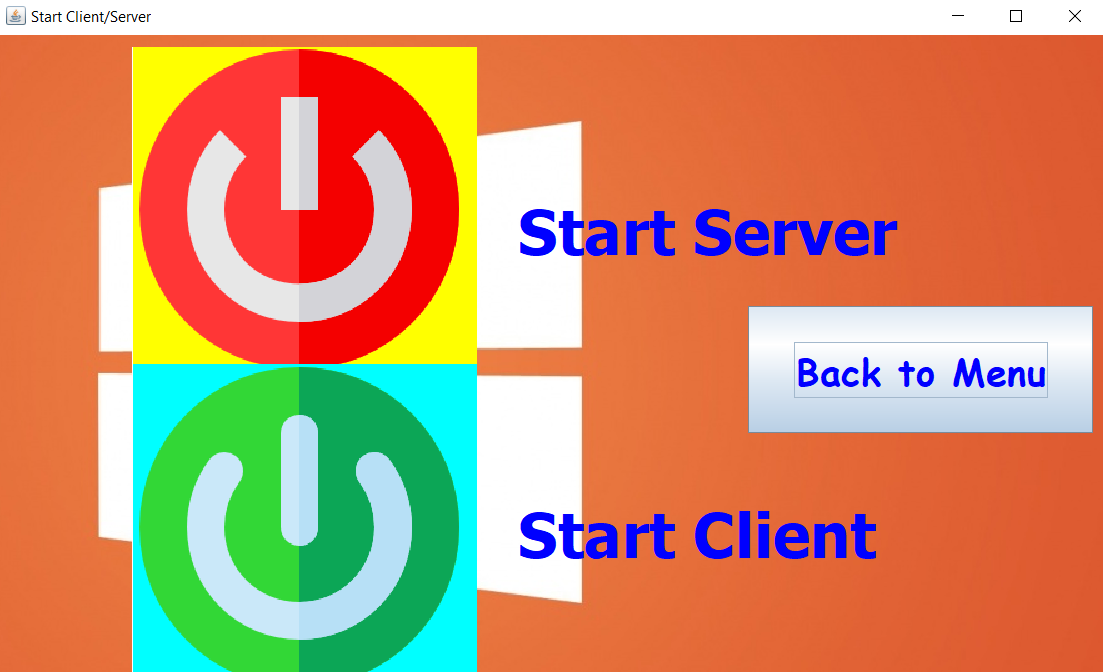 Start Client/Server
Start Server
Back to Menu
Start Client